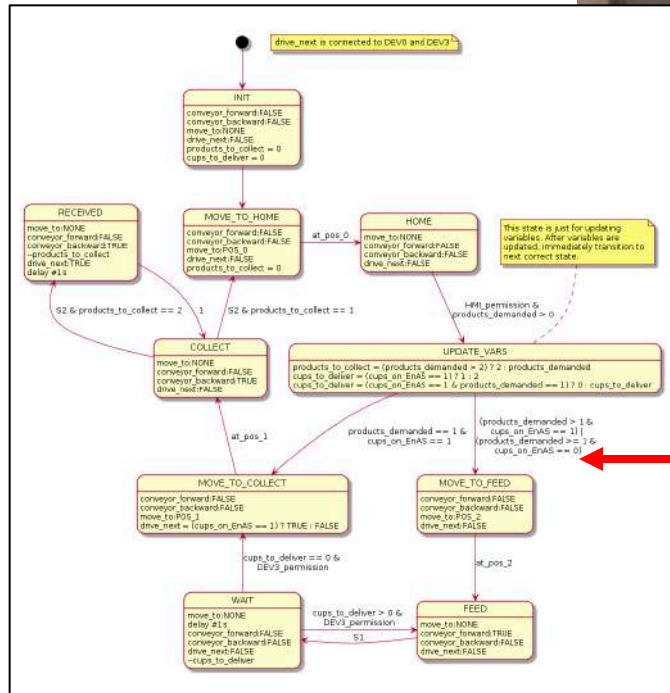 drive_next is connected to DEV0 and DEV3
INIT
conveyor_forward:FALSE
conveyor_backward:FALSE
move_to:NONE
drive_next:FALSE
products_to_collect = 0
cups_to_deliver = 0
RECEIVED
move_to:NONE
conveyor_forward:FALSE
conveyor_backward:TRUE
--products_to_collect
drive_next:TRUE
delay #1s
MOVE_TO_HOME
conveyor_forward:FALSE
conveyor_backward:FALSE
move_to:POS_0
drive_next:FALSE
products_to_collect = 0
at_pos_0
HOME
move_to:NONE
conveyor_forward:FALSE
conveyor_backward:FALSE
drive_next:FALSE
This state is just for updating
variables. After variables are
updated, immediately transition to
next correct state.
S2 & products_to_collect == 2
1
S2 & products_to_collect == 1
HMI_permission &
products_demanded > 0
COLLECT
move_to:NONE
conveyor_forward:FALSE
conveyor_backward:TRUE
drive_next:FALSE
UPDATE_VARS
products_to_collect = (products_demanded > 2) ? 2 : products_demanded
cups_to_deliver = (cups_on_EnAS == 1) ? 1 : 2
cups_to_deliver = (cups_on_EnAS == 1 & products_demanded == 1) ? 0 : cups_to_deliver
at_pos_1
products_demanded == 1 &
cups_on_EnAS == 1
(products_demanded > 1 &
cups_on_EnAS == 1) |
(products_demanded >= 1 &
cups_on_EnAS == 0)
MOVE_TO_COLLECT
conveyor_forward:FALSE
conveyor_backward:FALSE
move_to:POS_1
drive_next = (cups_on_EnAS == 1) ? TRUE : FALSE
MOVE_TO_FEED
conveyor_forward:FALSE
conveyor_backward:FALSE
move_to:POS_2
drive_next:FALSE
cups_to_deliver == 0 &
DEV3_permission
at_pos_2
WAIT
move_to:NONE
delay #1s
conveyor_forward:FALSE
conveyor_backward:FALSE
drive_next:FALSE
--cups_to_deliver
cups_to_deliver > 0 &
DEV3_permission
S1
FEED
move_to:NONE
conveyor_forward:TRUE
conveyor_backward:FALSE
drive_next:FALSE